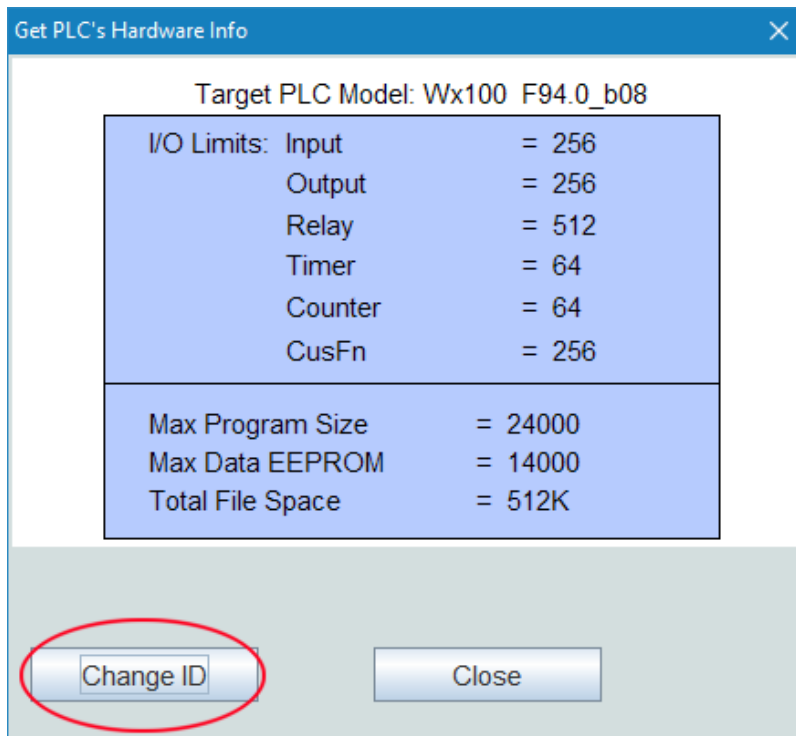 Get PLC's Hardware Info
Target PLC Model: Wx100 F94.0_b08
I/O Limits: Input = 256
Output = 256
Relay = 512
Timer = 64
Counter = 64
CusFn = 256
Max Program Size = 24000
Max Data EEPROM = 14000
Total File Space = 512K
Change ID Close